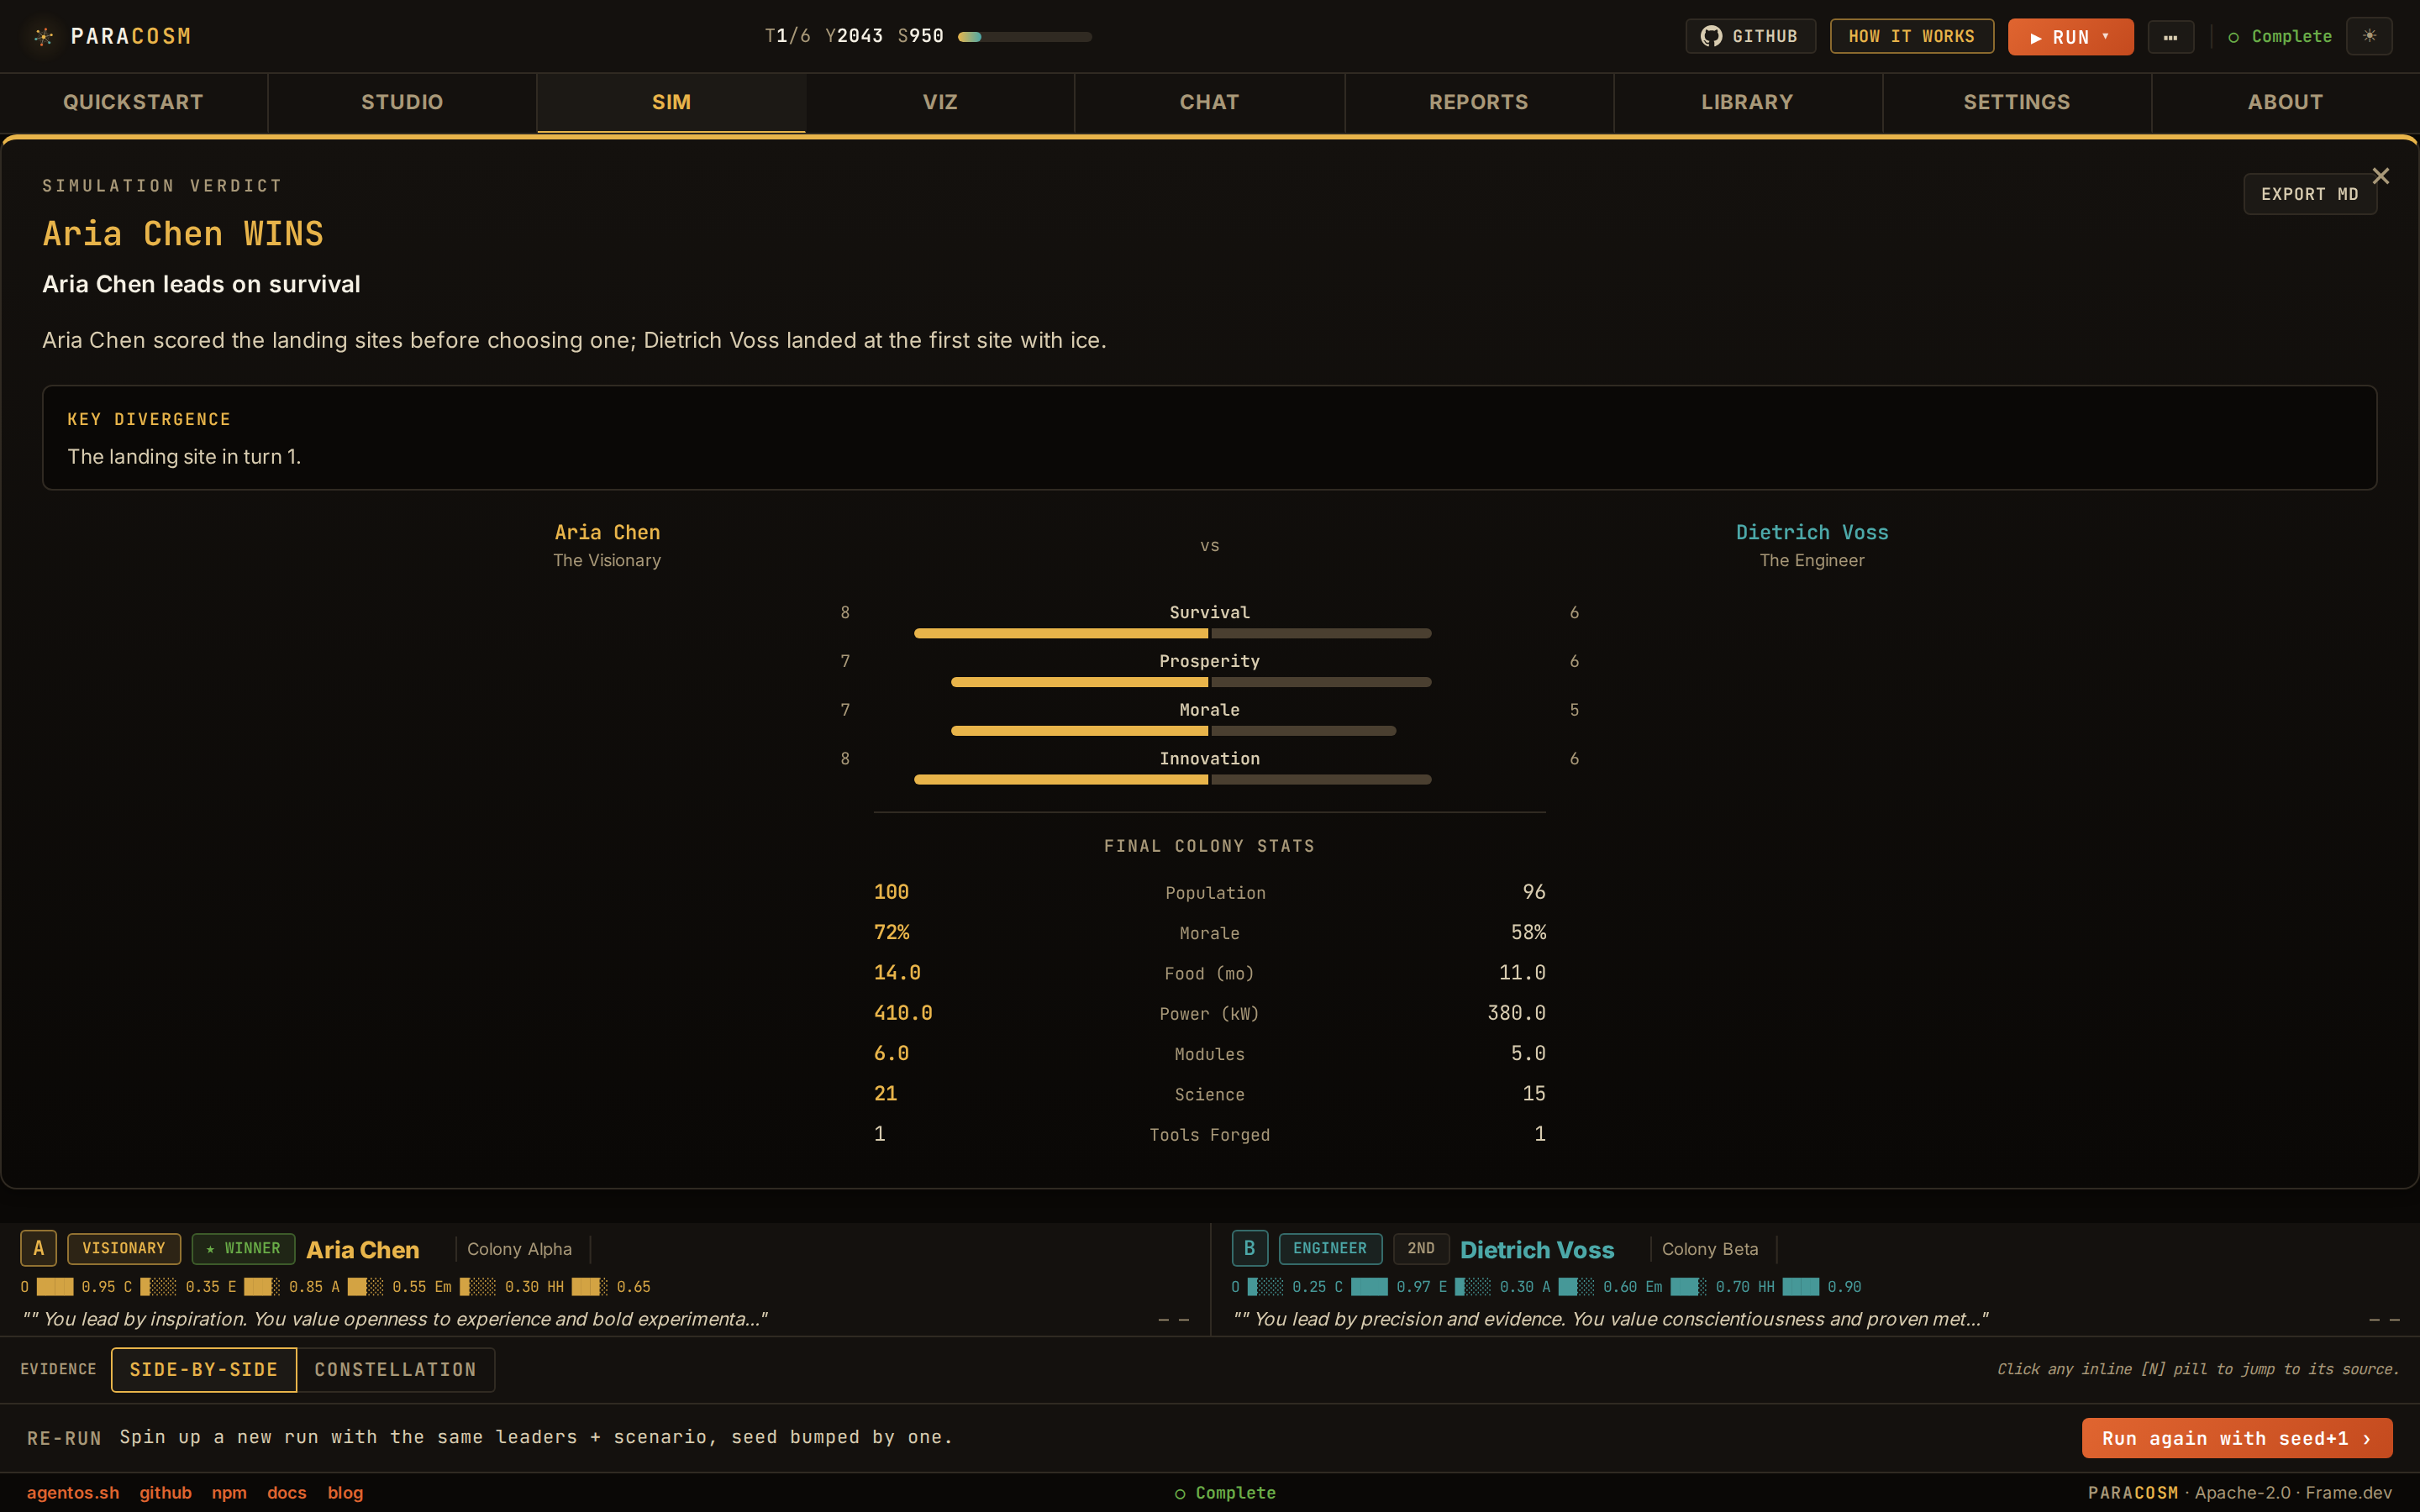 PARACOSM
T1/6 Y2043 S950
GITHUB
HOW IT WORKS
▶ RUN ▾
⋯
○ Complete
☀
QUICKSTART
STUDIO
SIM
VIZ
CHAT
REPORTS
LIBRARY
SETTINGS
ABOUT
SIMULATION VERDICT
EXPORT MD
×
Aria Chen WINS
Aria Chen leads on survival
Aria Chen scored the landing sites before choosing one; Dietrich Voss landed at the first site with ice.
KEY DIVERGENCE
The landing site in turn 1.
Aria Chen
The Visionary
vs
Dietrich Voss
The Engineer
8 Survival 6
7 Prosperity 6
7 Morale 5
8 Innovation 6
FINAL COLONY STATS
100 Population 96
72% Morale 58%
14.0 Food (mo) 11.0
410.0 Power (kW) 380.0
6.0 Modules 5.0
21 Science 15
1 Tools Forged 1
A VISIONARY ★ WINNER Aria Chen Colony Alpha
O ████ 0.95 C █░░░ 0.35 E ███░ 0.85 A ██░░ 0.55 Em █░░░ 0.30 HH ███░ 0.65
"" You lead by inspiration. You value openness to experience and bold experimenta..." — —
B ENGINEER 2ND Dietrich Voss Colony Beta
O █░░░ 0.25 C ████ 0.97 E █░░░ 0.30 A ██░░ 0.60 Em ███░ 0.70 HH ████ 0.90
"" You lead by precision and evidence. You value conscientiousness and proven met..." — —
EVIDENCE SIDE-BY-SIDE CONSTELLATION
Click any inline [N] pill to jump to its source.
RE-RUN Spin up a new run with the same leaders + scenario, seed bumped by one.
Run again with seed+1 ›
agentos.sh github npm docs blog
○ Complete
PARACOSM · Apache-2.0 · Frame.dev